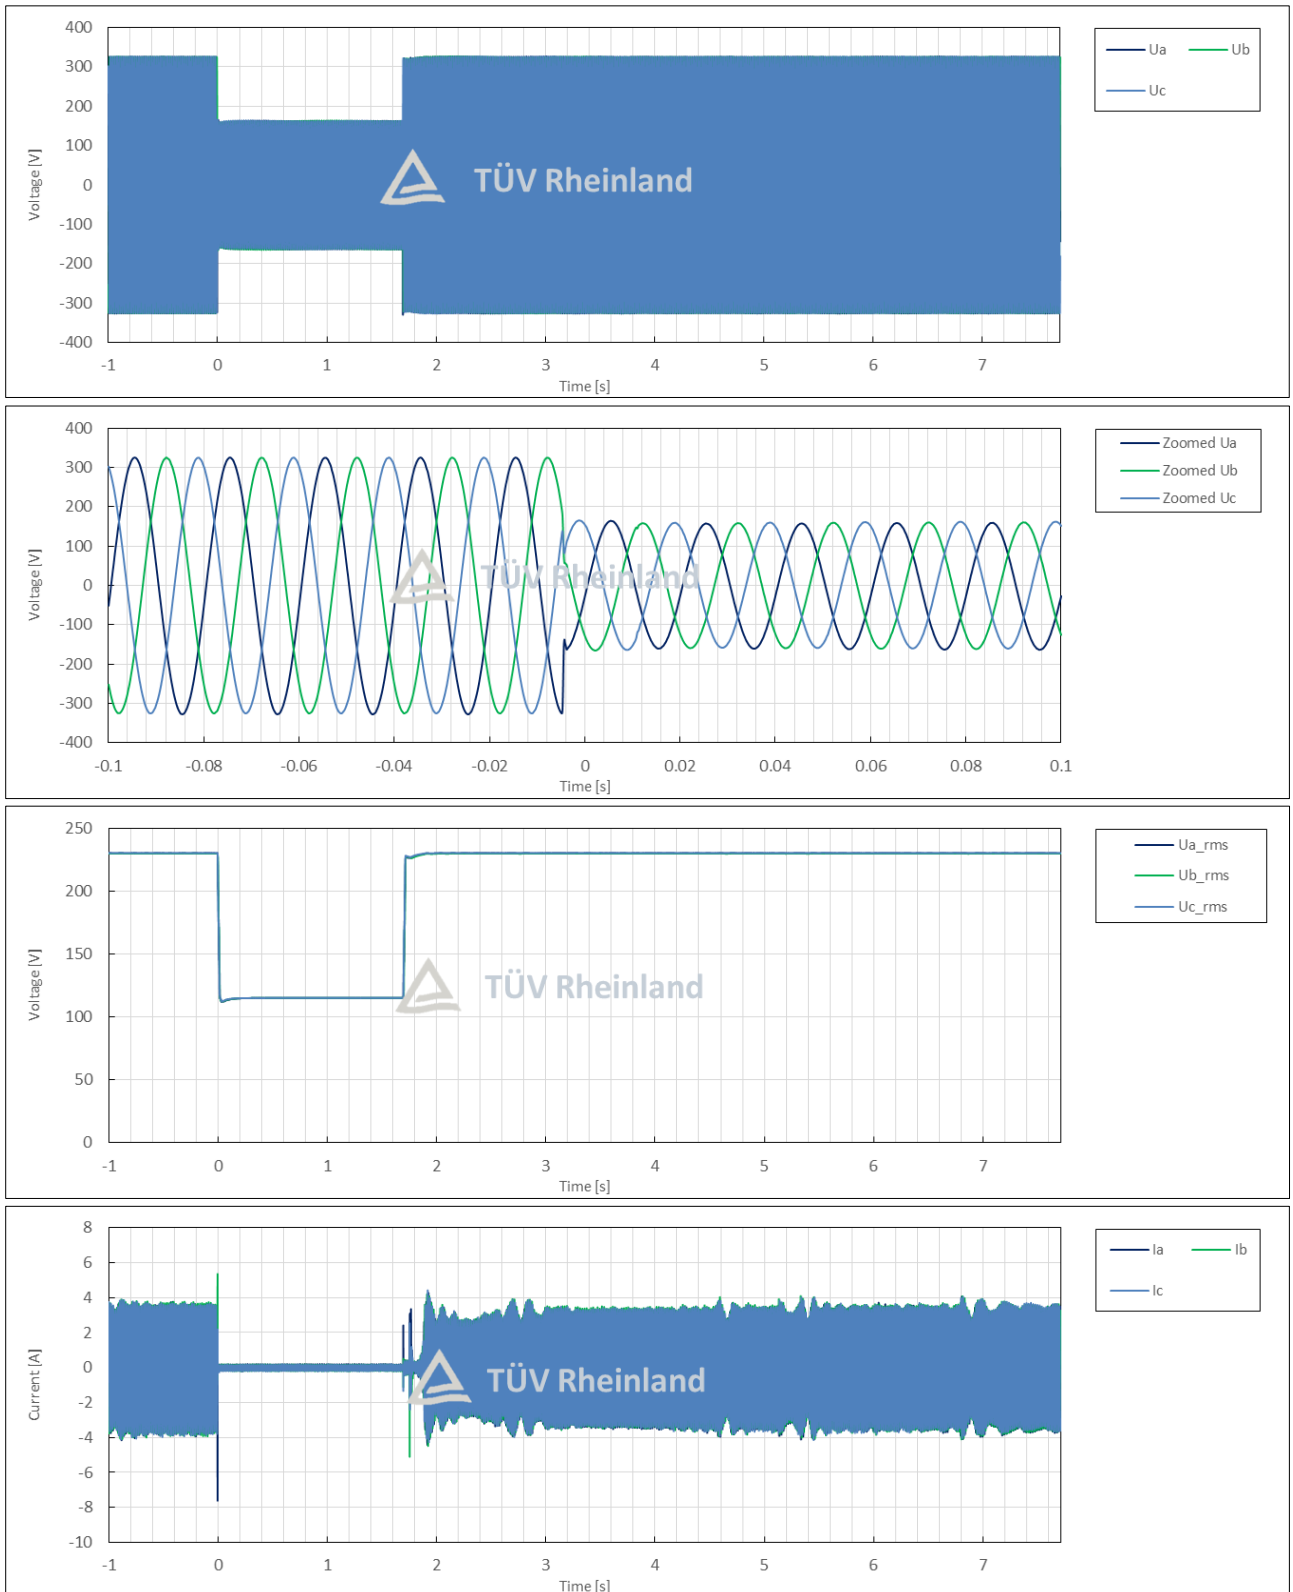 400
300
200
100
0
-100
-200
-300
-400
Voltage [V]
-1 0 1 2 3 4 5 6 7
Time [s]
Ua Ub
Uc
TÜV Rheinland
400
300
200
100
0
-100
-200
-300
-400
Voltage [V]
-0.1 -0.08 -0.06 -0.04 -0.02 0 0.02 0.04 0.06 0.08 0.1
Time [s]
Zoomed Ua
Zoomed Ub
Zoomed Uc
TÜV Rheinland
250
200
150
100
50
0
Voltage [V]
-1 0 1 2 3 4 5 6 7
Time [s]
Ua_rms
Ub_rms
Uc_rms
TÜV Rheinland
8
6
4
2
0
-2
-4
-6
-8
-10
Current [A]
-1 0 1 2 3 4 5 6 7
Time [s]
Ia Ib
Ic
TÜV Rheinland